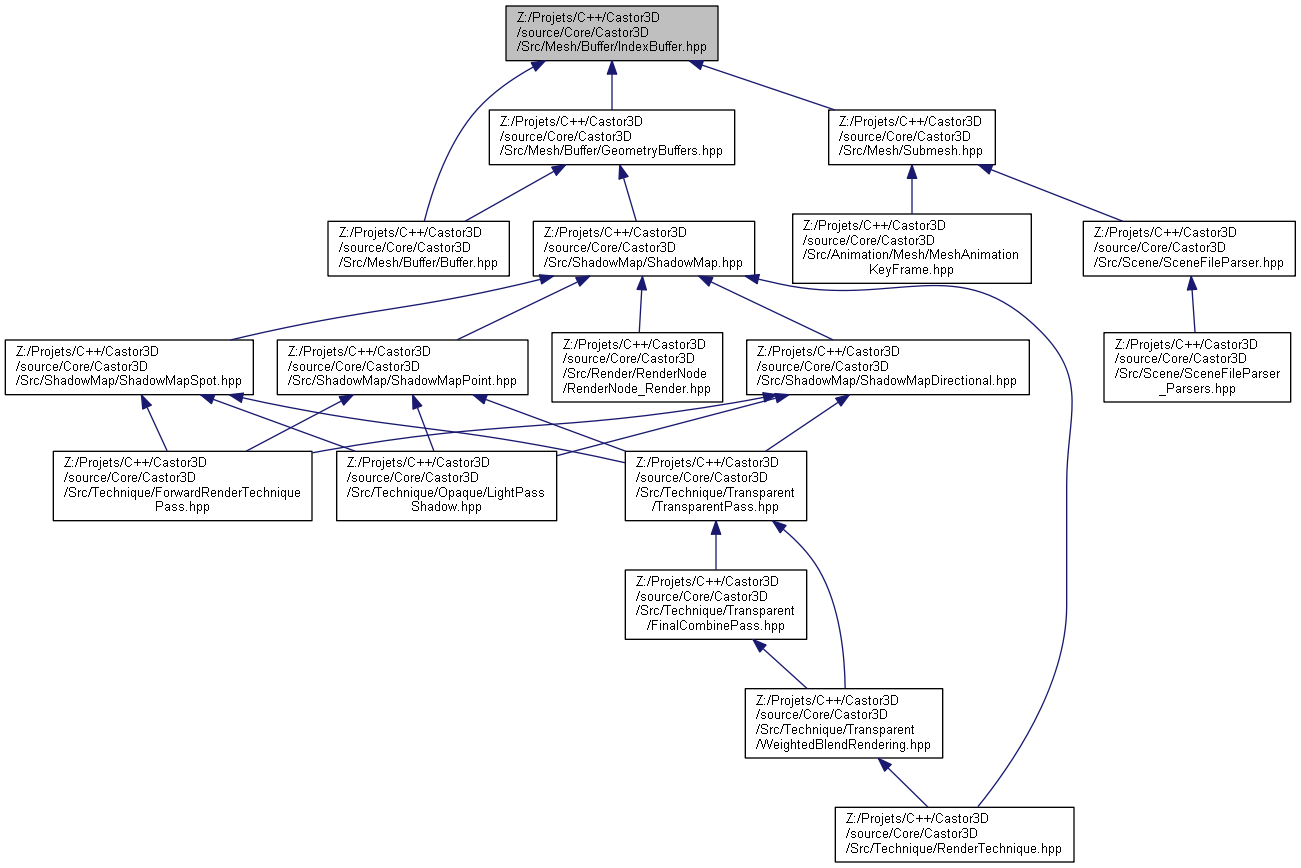 Z:/Projets/C++/Castor3D
/source/Core/Castor3D
/Src/Mesh/Buffer/IndexBuffer.hpp
Z:/Projets/C++/Castor3D
/source/Core/Castor3D
/Src/Mesh/Buffer/GeometryBuffers.hpp
Z:/Projets/C++/Castor3D
/source/Core/Castor3D
/Src/Mesh/Submesh.hpp
Z:/Projets/C++/Castor3D
/source/Core/Castor3D
/Src/Mesh/Buffer/Buffer.hpp
Z:/Projets/C++/Castor3D
/source/Core/Castor3D
/Src/ShadowMap/ShadowMap.hpp
Z:/Projets/C++/Castor3D
/source/Core/Castor3D
/Src/Animation/Mesh/MeshAnimation
KeyFrame.hpp
Z:/Projets/C++/Castor3D
/source/Core/Castor3D
/Src/Scene/SceneFileParser.hpp
Z:/Projets/C++/Castor3D
/source/Core/Castor3D
/Src/ShadowMap/ShadowMapSpot.hpp
Z:/Projets/C++/Castor3D
/source/Core/Castor3D
/Src/ShadowMap/ShadowMapPoint.hpp
Z:/Projets/C++/Castor3D
/source/Core/Castor3D
/Src/Render/RenderNode
/RenderNode_Render.hpp
Z:/Projets/C++/Castor3D
/source/Core/Castor3D
/Src/ShadowMap/ShadowMapDirectional.hpp
Z:/Projets/C++/Castor3D
/source/Core/Castor3D
/Src/Scene/SceneFileParser
_Parsers.hpp
Z:/Projets/C++/Castor3D
/source/Core/Castor3D
/Src/Technique/ForwardRenderTechnique
Pass.hpp
Z:/Projets/C++/Castor3D
/source/Core/Castor3D
/Src/Technique/Opaque/LightPass
Shadow.hpp
Z:/Projets/C++/Castor3D
/source/Core/Castor3D
/Src/Technique/Transparent
/TransparentPass.hpp
Z:/Projets/C++/Castor3D
/source/Core/Castor3D
/Src/Technique/Transparent
/FinalCombinePass.hpp
Z:/Projets/C++/Castor3D
/source/Core/Castor3D
/Src/Technique/Transparent
/WeightedBlendRendering.hpp
Z:/Projets/C++/Castor3D
/source/Core/Castor3D
/Src/Technique/RenderTechnique.hpp